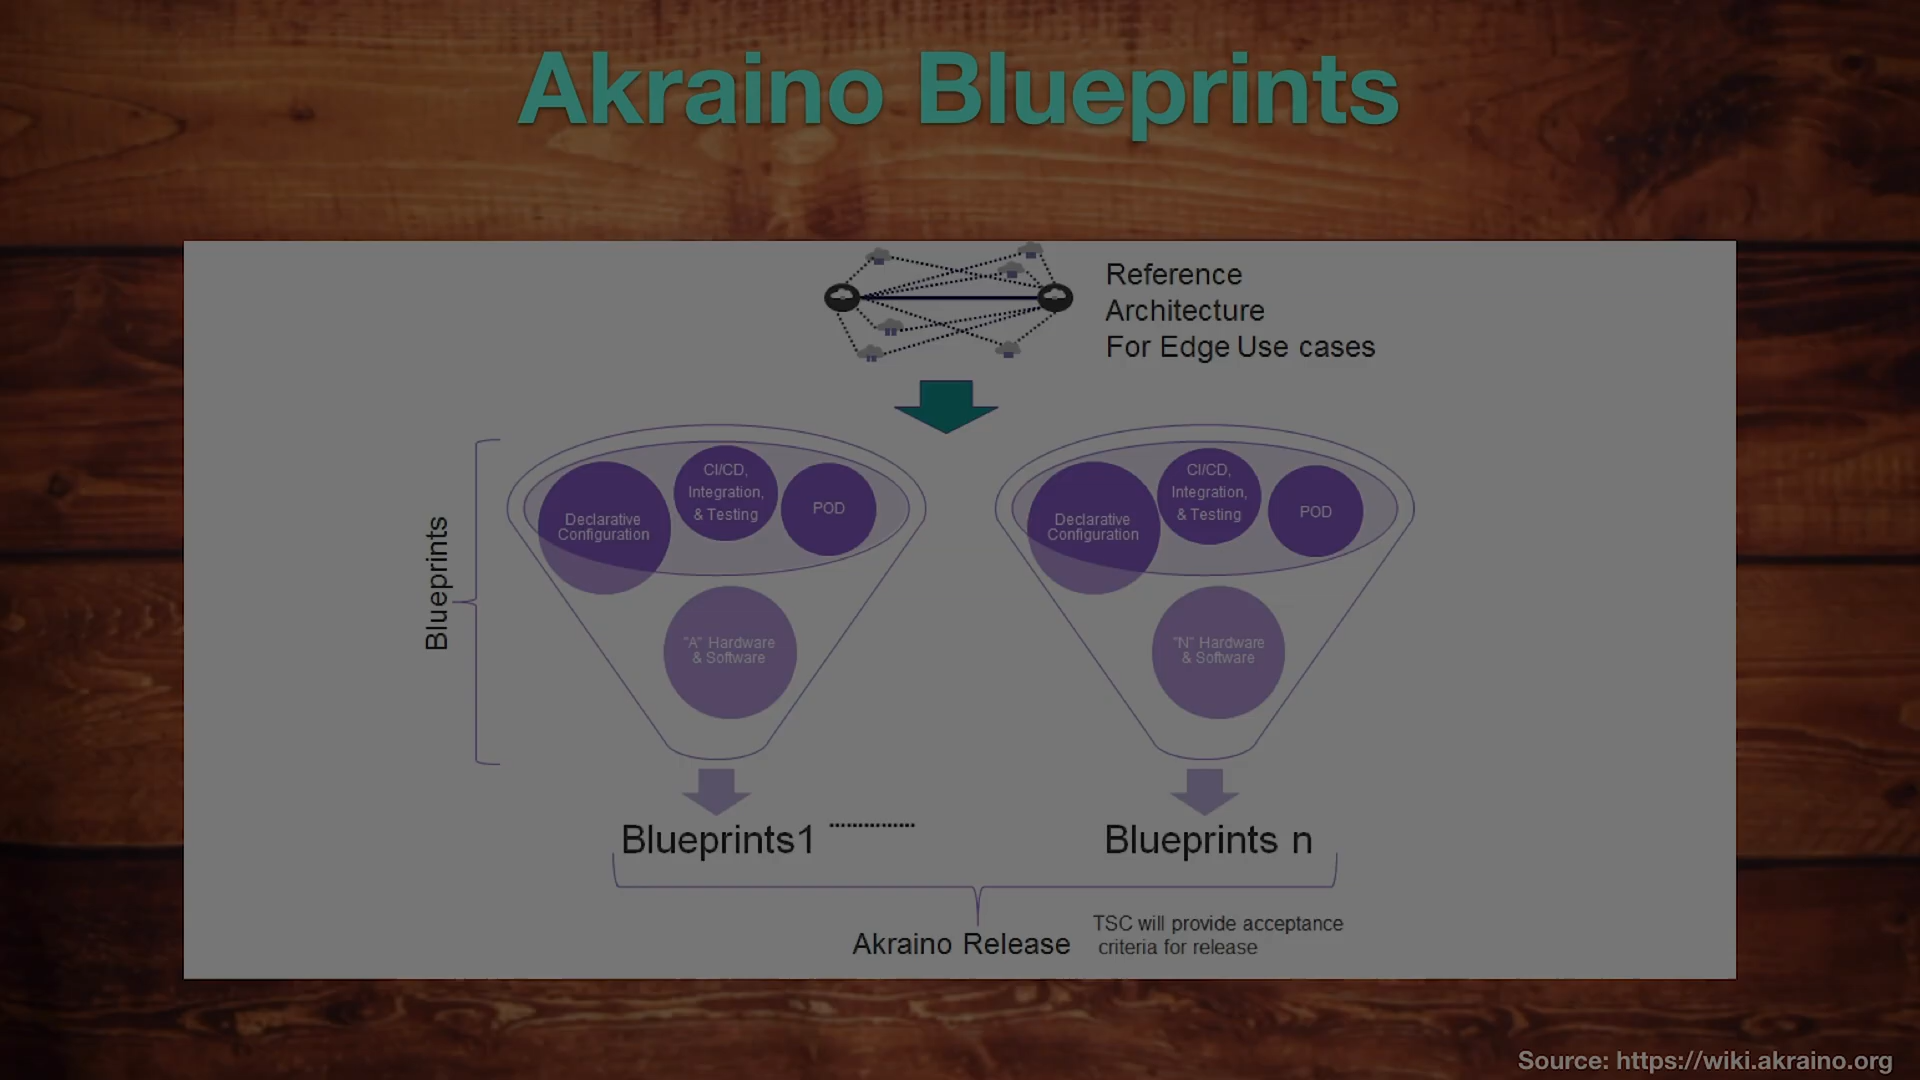 Akraino Blueprints
Reference
Architecture
For Edge Use cases
Blueprints
Declarative
Configuration
CI/CD,
Integration,
& Testing
POD
"A" Hardware
& Software
Declarative
Configuration
CI/CD,
Integration,
& Testing
POD
"N" Hardware
& Software
Blueprints1
Blueprints n
Akraino Release
TSC will provide acceptance
criteria for release
Source: https://wiki.akraino.org